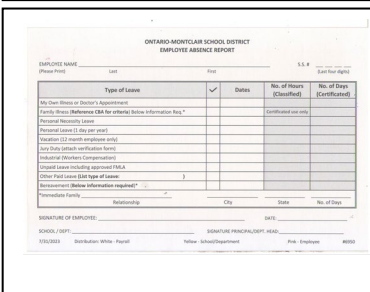 ONTARIO-MONTCLAIR SCHOOL DISTRICT
EMPLOYEE ABSENCE REPORT
EMPLOYEE NAME S.S. #
(Please Print) Last First (Last four digits)
Type of Leave ✓ Dates No. of Hours (Classified) No. of Days (Certificated)
My Own Illness or Doctor's Appointment
Family Illness (Reference CBA for criteria) Below Information Req.* Certificated use only
Personal Necessity Leave
Personal Leave (1 day per year)
Vacation (12 month employee only)
Jury Duty (attach verification form)
Industrial (Workers Compensation)
Unpaid Leave including approved FMLA
Other Paid Leave (List type of Leave: )
Bereavement (Below information required)*
*Immediate Family
Relationship City State No. of Days
SIGNATURE OF EMPLOYEE: DATE:
SCHOOL / DEPT: SIGNATURE PRINCIPAL/DEPT. HEAD:
7/31/2023 Distribution: White - Payroll Yellow - School/Department Pink - Employee #6050